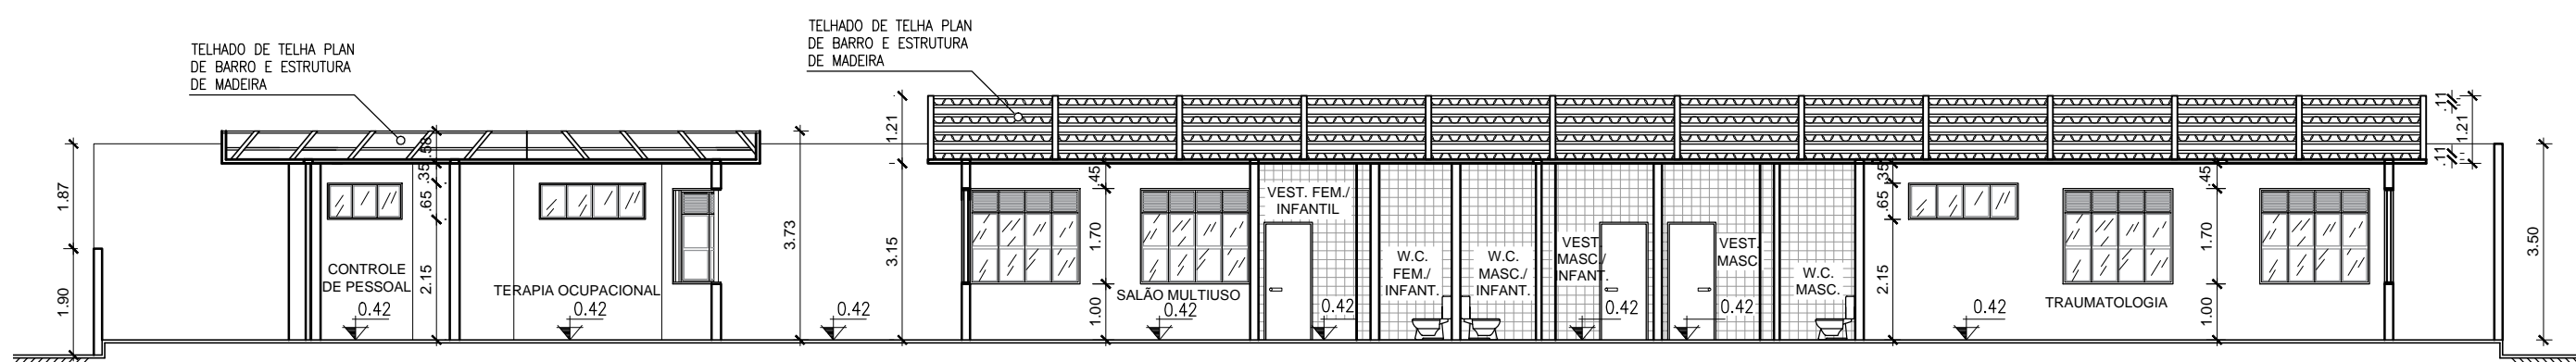 TELHADO DE TELHA PLAN
DE BARRO E ESTRUTURA
DE MADEIRA
TELHADO DE TELHA PLAN
DE BARRO E ESTRUTURA
DE MADEIRA
1.87
1.90
.58
.35
.65
2.15
CONTROLE
DE PESSOAL
0.42
TERAPIA OCUPACIONAL
0.42
3.73
0.42
1.21
3.15
.45
1.70
1.00
SALÃO MULTIUSO
0.42
VEST. FEM./
INFANTIL
0.42
W.C.
FEM./
INFANT.
W.C.
MASC./
INFANT.
VEST.
MASC./
INFANT.
0.42
VEST.
MASC
0.42
W.C.
MASC.
.35
.65
2.15
0.42
TRAUMATOLOGIA
.45
1.70
1.00
.11
1.21
.11
3.50